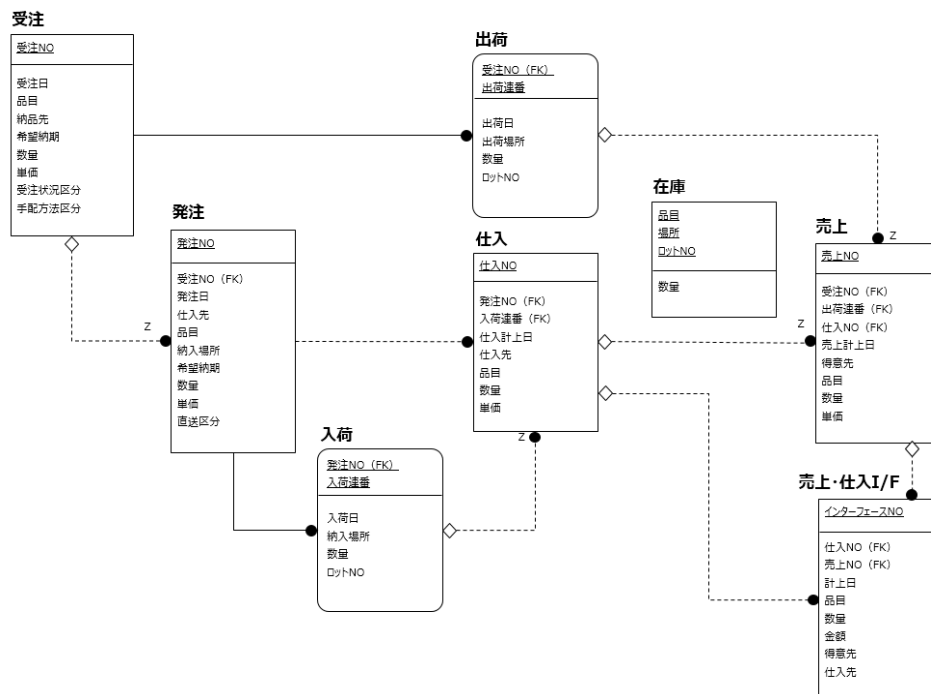 受注
受注NO
受注日
品目
納品先
希望納期
数量
単価
受注状況区分
手配方法区分
出荷
受注NO（FK）
出荷連番
出荷日
出荷場所
数量
ロットNO
発注
発注NO
受注NO（FK）
発注日
仕入先
品目
納入場所
希望納期
数量
単価
直送区分
Z
仕入
仕入NO
発注NO（FK）
入荷連番（FK）
仕入計上日
仕入先
品目
数量
単価
Z
在庫
品目
場所
ロットNO
数量
売上
Z
売上NO
受注NO（FK）
出荷連番（FK）
仕入NO（FK）
売上計上日
得意先
品目
数量
単価
Z
入荷
発注NO（FK）
入荷連番
入荷日
納入場所
数量
ロットNO
売上・仕入I/F
インターフェースNO
仕入NO（FK）
売上NO（FK）
計上日
品目
数量
金額
得意先
仕入先